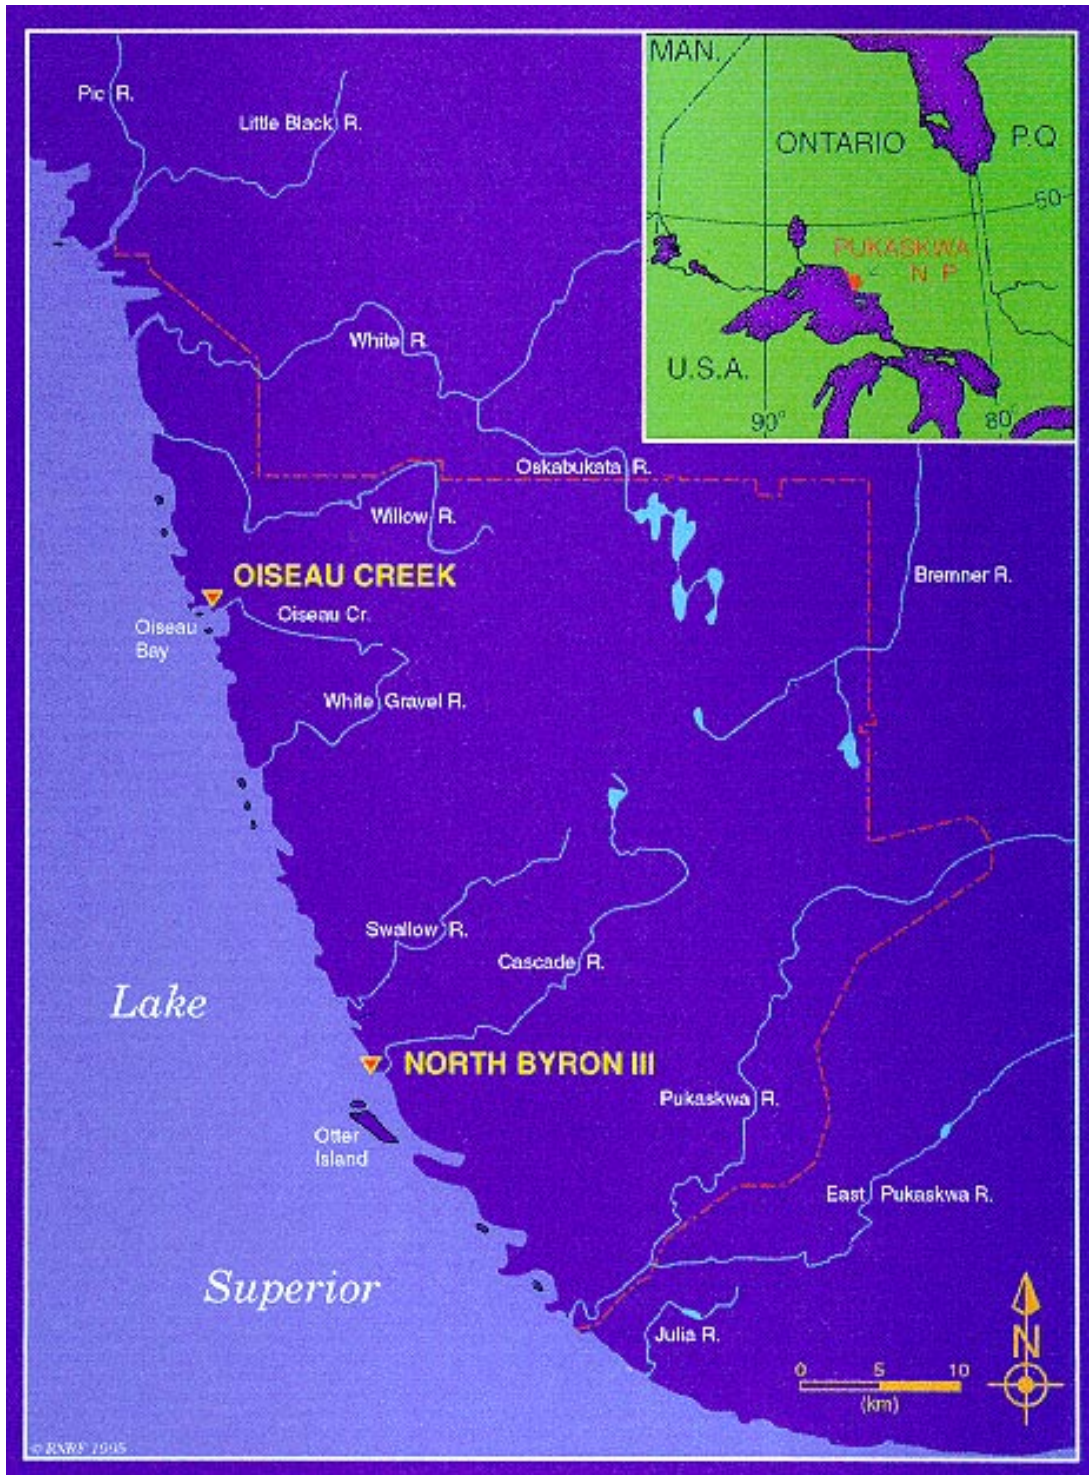 Pic R.
Little Black R.
MAN.
ONTARIO
P.Q.
50
PUKASKWA
N P
U.S.A.
90°
80°
White R.
Oskabukata R.
Willow R.
OISEAU CREEK
Oiseau Cr.
Oiseau
Bay
Bremner R.
White Gravel R.
Swallow R.
Cascade R.
Lake
NORTH BYRON III
Pukaskwa R.
Otter
Island
East Pukaskwa R.
Superior
N
Julia R.
0 5 10
(km)
© RNRF 1995